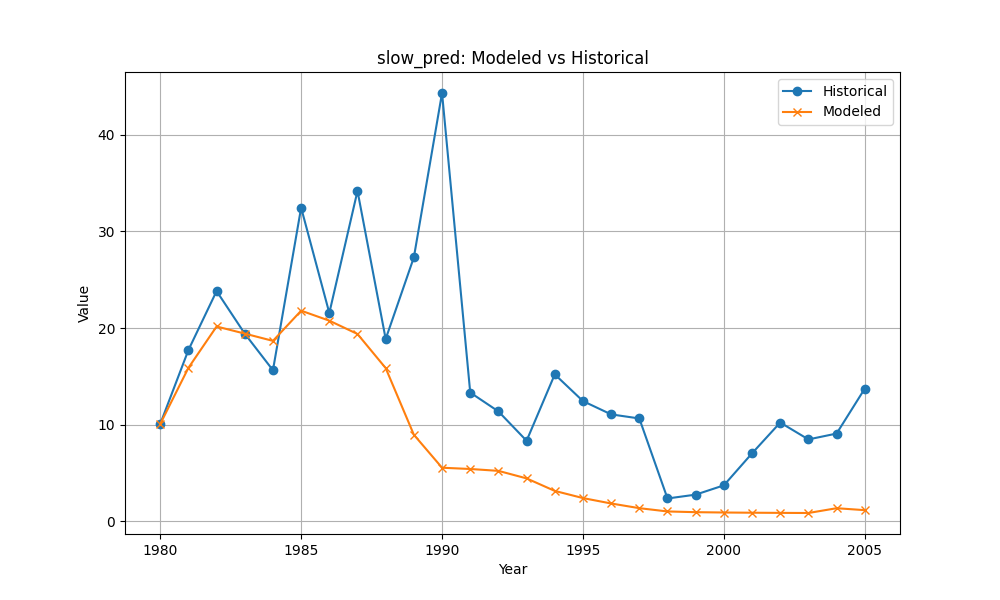 slow_pred: Modeled vs Historical
Historical
Modeled
Value
40
30
20
10
0
1980
1985
1990
1995
2000
2005
Year